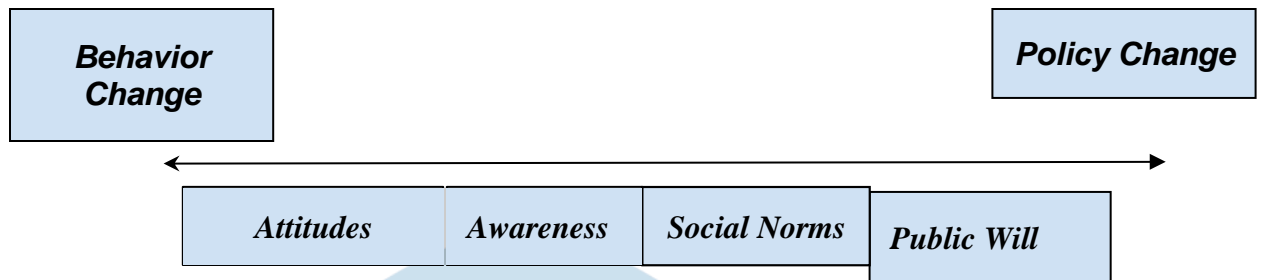 Behavior
Change
Policy Change
Attitudes
Awareness
Social Norms
Public Will